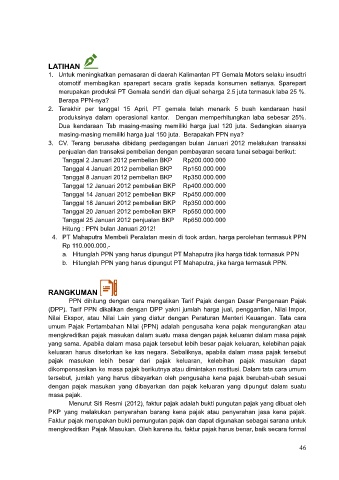 LATIHAN
1. Untuk meningkatkan pemasaran di daerah Kalimantan PT Gemala Motors selaku insudtri
otomotif membagikan sparepart secara gratis kepada konsumen setianya. Sparepart
merupakan produksi PT Gemala sendiri dan dijual seharga 2.5 juta termasuk laba 25 %.
Berapa PPN-nya?
2. Terakhir per tanggal 15 April, PT gemala telah menarik 5 buah kendaraan hasil
produksinya dalam operasional kantor. Dengan memperhitungkan laba sebesar 25%.
Dua kendaraan Tsb masing-masing memiliki harga jual 120 juta. Sedangkan sisanya
masing-masing memiliki harga jual 150 juta. Berapakah PPN nya?
3. CV. Terang berusaha dibidang perdagangan bulan Januari 2012 melakukan transaksi
penjualan dan transaksi pembelian dengan pembayaran secara tunai sebagai berikut:
Tanggal 2 Januari 2012 pembelian BKP Rp200.000.000
Tanggal 4 Januari 2012 pembelian BKP Rp150.000.000
Tanggal 8 Januari 2012 pembelian BKP Rp350.000.000
Tanggal 12 Januari 2012 pembelian BKP Rp400.000.000
Tanggal 14 Januari 2012 pembelian BKP Rp450.000.000
Tanggal 18 Januari 2012 pembelian BKP Rp350.000.000
Tanggal 20 Januari 2012 pembelian BKP Rp550.000.000
Tanggal 25 Januari 2012 penjualan BKP Rp650.000.000
Hitung : PPN bulan Januari 2012!
4. PT Mahaputra Membeli Peralatan mesin di took ardan, harga perolehan termasuk PPN
Rp 110.000.000,-
a. Hitunglah PPN yang harus dipungut PT Mahaputra jika harga tidak termasuk PPN
b. Hitunglah PPN yang harus dipungut PT Mahaputra, jika harga termasuk PPN.
RANGKUMAN
PPN dihitung dengan cara mengalikan Tarif Pajak dengan Dasar Pengenaan Pajak
(DPP). Tarif PPN dikalikan dengan DPP yakni jumlah harga jual, penggantian, Nilai Impor,
Nilai Ekspor, atau Nilai Lain yang diatur dengan Peraturan Menteri Keuangan. Tata cara
umum Pajak Pertambahan Nilai (PPN) adalah pengusaha kena pajak mengurangkan atau
mengkreditkan pajak masukan dalam suatu masa dengan pajak keluaran dalam masa pajak
yang sama. Apabila dalam masa pajak tersebut lebih besar pajak keluaran, kelebihan pajak
keluaran harus disetorkan ke kas negara. Sebaliknya, apabila dalam masa pajak tersebut
pajak masukan lebih besar dari pajak keluaran, kelebihan pajak masukan dapat
dikompensasikan ke masa pajak berikutnya atau dimintakan restitusi. Dalam tata cara umum
tersebut, jumlah yang harus dibayarkan oleh pengusaha kena pajak berubah-ubah sesuai
dengan pajak masukan yang dibayarkan dan pajak keluaran yang dipungut dalam suatu
masa pajak.
Menurut Siti Resmi (2012), faktur pajak adalah bukti pungutan pajak yang dibuat oleh
PKP yang melakukan penyerahan barang kena pajak atau penyerahan jasa kena pajak.
Faktur pajak merupakan bukti pemungutan pajak dan dapat digunakan sebagai sarana untuk
mengkreditkan Pajak Masukan. Oleh karena itu, faktur pajak harus benar, baik secara formal
46